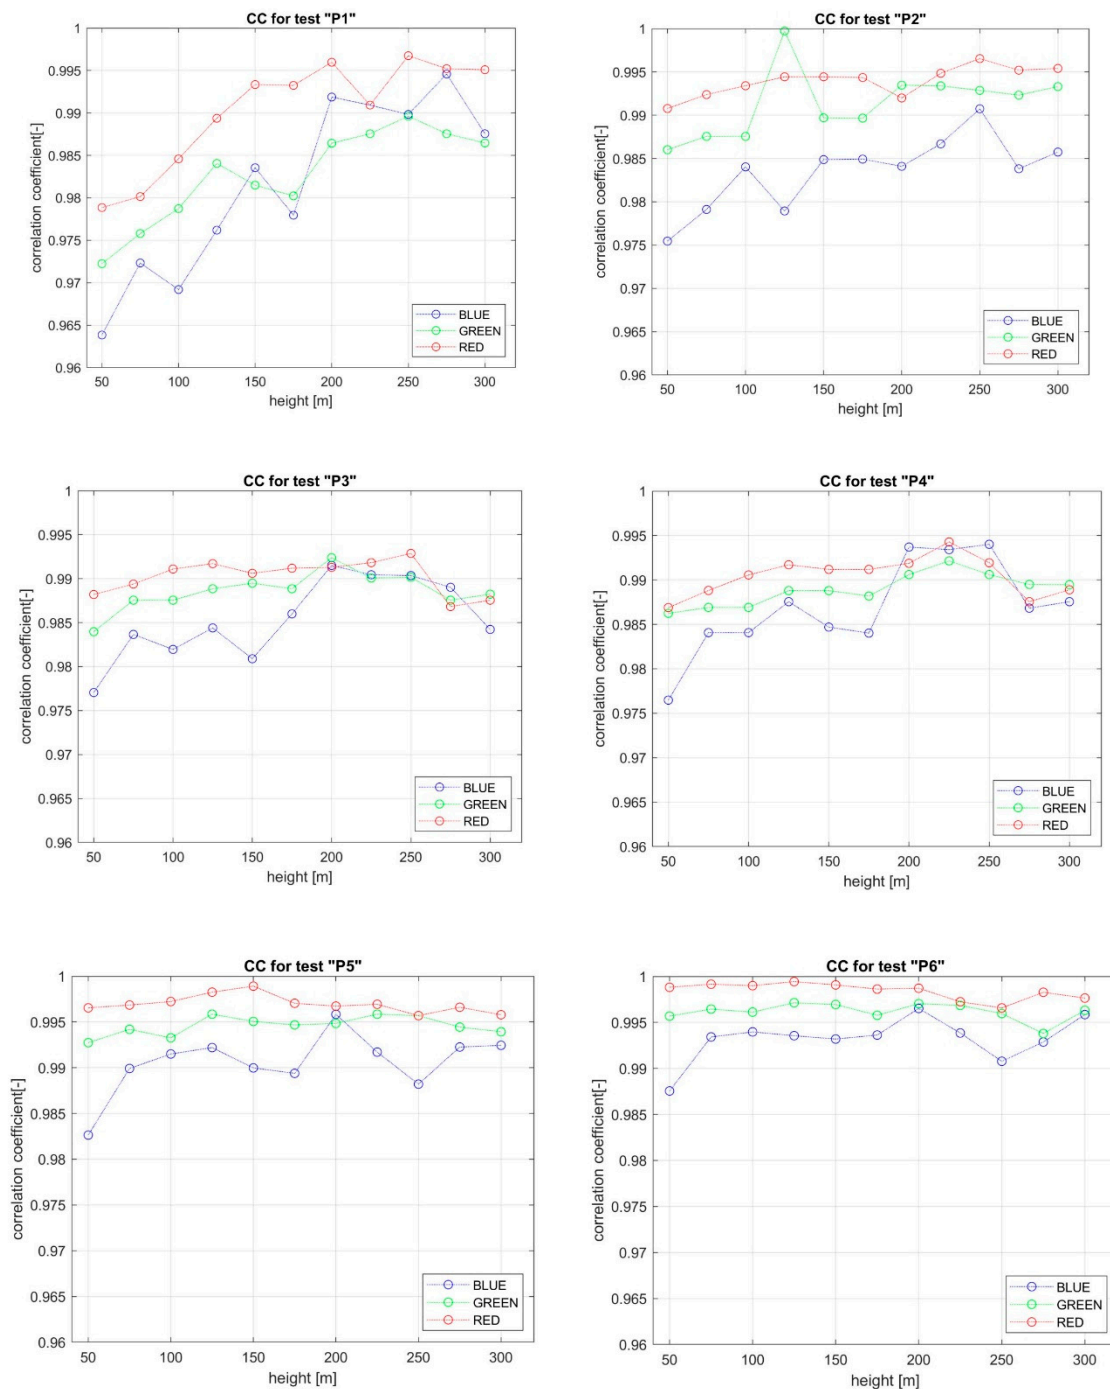 CC for test "P1"
1
0.995
0.99
0.985
0.98
0.975
0.97
0.965
0.96
correlation coefficient[-]
50 100 150 200 250 300
height [m]
BLUE
GREEN
RED
CC for test "P2"
1
0.995
0.99
0.985
0.98
0.975
0.97
0.965
0.96
correlation coefficient[-]
50 100 150 200 250 300
height [m]
BLUE
GREEN
RED
CC for test "P3"
1
0.995
0.99
0.985
0.98
0.975
0.97
0.965
0.96
correlation coefficient[-]
50 100 150 200 250 300
height [m]
BLUE
GREEN
RED
CC for test "P4"
1
0.995
0.99
0.985
0.98
0.975
0.97
0.965
0.96
correlation coefficient[-]
50 100 150 200 250 300
height [m]
BLUE
GREEN
RED
CC for test "P5"
1
0.995
0.99
0.985
0.98
0.975
0.97
0.965
0.96
correlation coefficient[-]
50 100 150 200 250 300
height [m]
BLUE
GREEN
RED
CC for test "P6"
1
0.995
0.99
0.985
0.98
0.975
0.97
0.965
0.96
correlation coefficient[-]
50 100 150 200 250 300
height [m]
BLUE
GREEN
RED